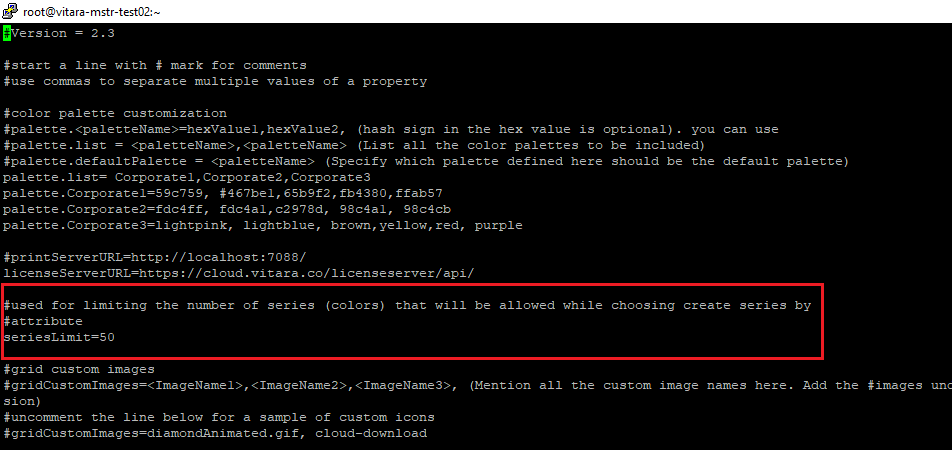 root@vitara-mstr-test02:~
#Version = 2.3
#start a line with # mark for comments
#use commas to separate multiple values of a property
#color palette customization
#palette.<paletteName>=hexValue1,hexValue2, (hash sign in the hex value is optional). you can use
#palette.list = <paletteName>,<paletteName> (List all the color palettes to be included)
#palette.defaultPalette = <paletteName> (Specify which palette defined here should be the default palette)
palette.list= Corporate1,Corporate2,Corporate3
palette.Corporate1=59c759, #467be1,65b9f2,fb4380,ffab57
palette.Corporate2=fdc4ff, fdc4a1,c2978d, 98c4a1, 98c4cb
palette.Corporate3=lightpink, lightblue, brown,yellow,red, purple
#printServerURL=http://localhost:7088/
licenseServerURL=https://cloud.vitara.co/licenseserver/api/
#used for limiting the number of series (colors) that will be allowed while choosing create series by
#attribute
seriesLimit=50
#grid custom images
#gridCustomImages=<ImageName1>,<ImageName2>,<ImageName3>, (Mention all the custom image names here. Add the #images unc
sion)
#uncomment the line below for a sample of custom icons
#gridCustomImages=diamondAnimated.gif, cloud-download